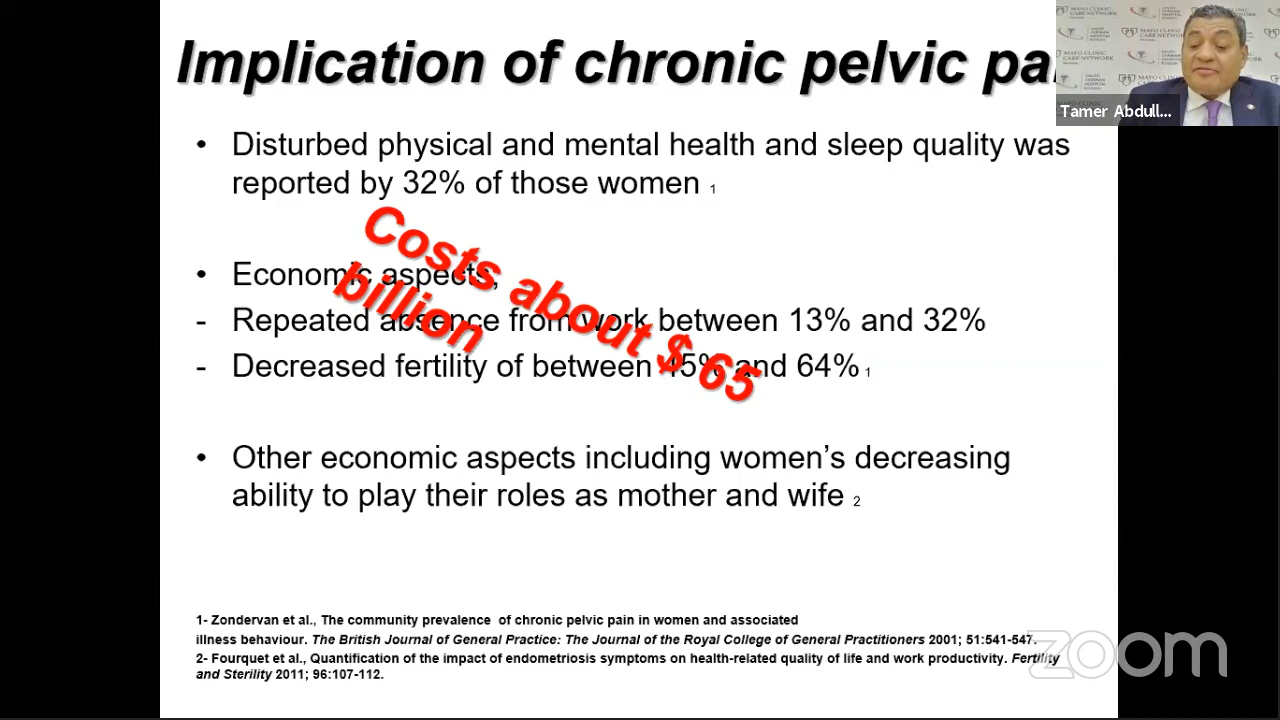 Implication of chronic pelvic pai
• Disturbed physical and mental health and sleep quality was
reported by 32% of those women 1
• Economic aspects,
- Repeated absence from work between 13% and 32%
- Decreased fertility of between 45% and 64% 1
Costs about $ 65
billion
• Other economic aspects including women’s decreasing
ability to play their roles as mother and wife 2
1- Zondervan et al., The community prevalence of chronic pelvic pain in women and associated
illness behaviour. The British Journal of General Practice: The Journal of the Royal College of General Practitioners 2001; 51:541-547.
2- Fourquet et al., Quantification of the impact of endometriosis symptoms on health-related quality of life and work productivity. Fertility
and Sterility 2011; 96:107-112.
MAYO CLINIC
CARE NETWORK
Tamer Abdull...
zoom